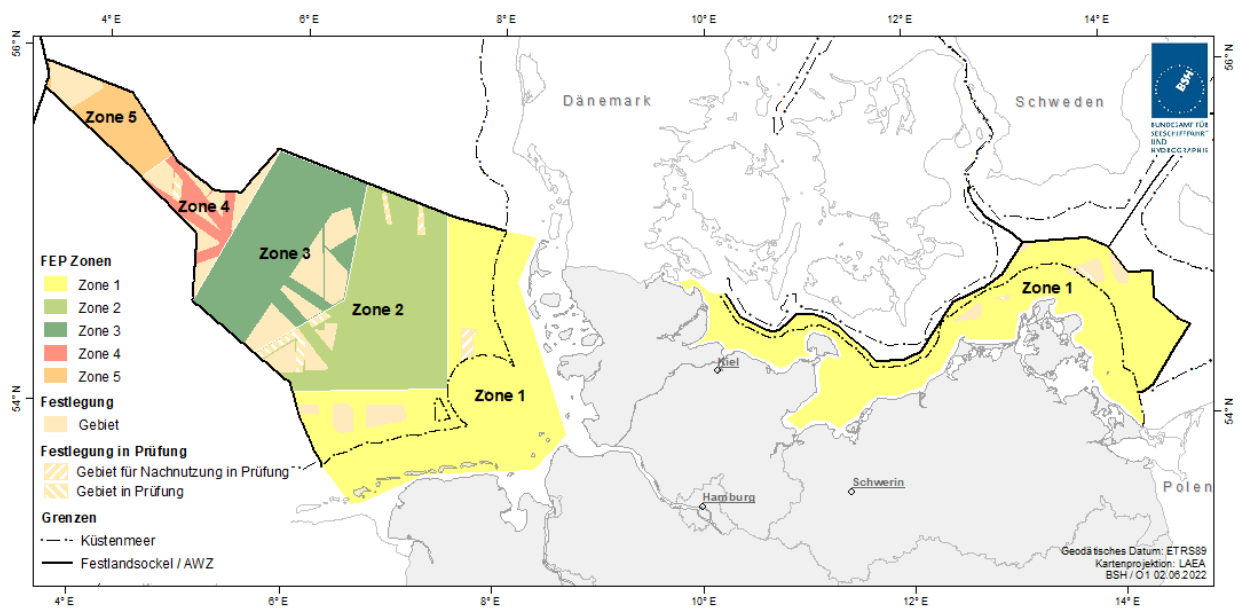 4° E 6° E 8° E 10° E 12° E 14° E
56° N
56° N
Dänemark
Schweden
BSH
BUNDESAMT FÜR
SEESCHIFFFAHRT
UND
HYDROGRAPHIE
Zone 5
Zone 4
Zone 3
Zone 2
Zone 1
Zone 1
FEP Zonen
Zone 1
Zone 2
Zone 3
Zone 4
Zone 5
Festlegung
Gebiet
Festlegung in Prüfung
Gebiet für Nachnutzung in Prüfung
Gebiet in Prüfung
Grenzen
Küstenmeer
Festlandsockel / AWZ
54° N
54° N
Kiel
Schwerin
Hamburg
Polen
Geodätisches Datum: ETRS89
Kartenprojektion: LAEA
BSH / O1 02.06.2022
4° E 6° E 8° E 10° E 12° E 14° E